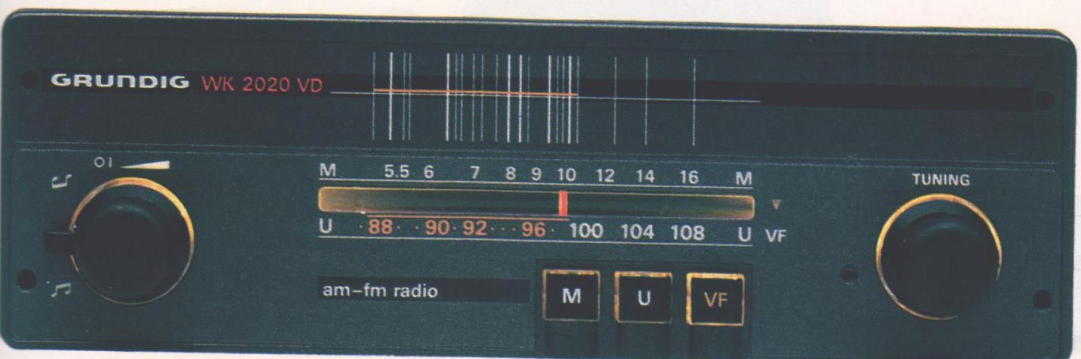 GRUNDIG WK 2020 VD
OI
TUNING
M 5.5 6 7 8 9 10 12 14 16 M
U ·88· ·90·92···96· 100 104 108 U VF
am-fm radio
M U VF